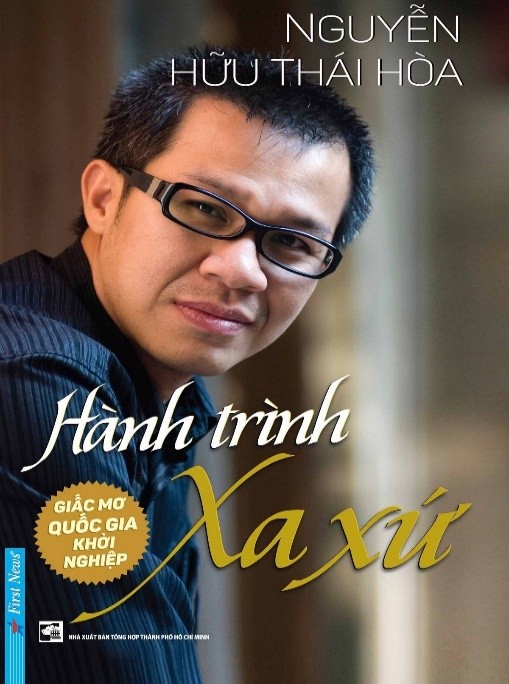 NGUYỄN
HỮU THÁI HÒA
Hành trình
Xa xứ
GIẤC MƠ
QUỐC GIA
KHỞI
NGHIỆP
First News
NHÀ XUẤT BẢN TỔNG HỢP THÀNH PHỐ HỒ CHÍ MINH